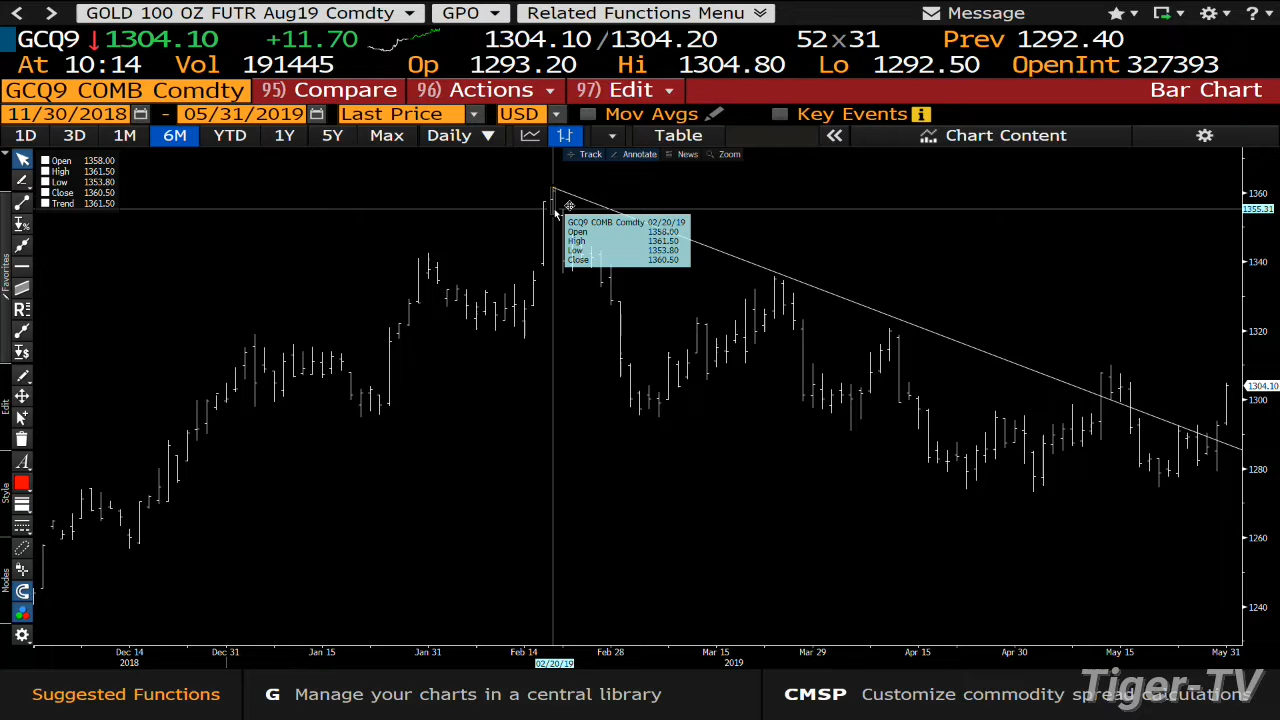 GOLD 100 OZ FUTR Aug19 Comdty GPO Related Functions Menu Message ?
GCQ9 1304.10 +11.70 1304.10/1304.20 52x31 Prev 1292.40
At 10:14 Vol 191445 Op 1293.20 Hi 1304.80 Lo 1292.50 OpenInt 327393
GCQ9 COMB Comdty 95) Compare 96) Actions 97) Edit Bar Chart
11/30/2018 - 05/31/2019 Last Price USD Mov Avgs Key Events
1D 3D 1M 6M YTD 1Y 5Y Max Daily Table Chart Content
Track Annotate News Zoom
Open 1358.00
High 1361.50
Low 1353.80
Close 1360.50
Trend 1361.50
GCQ9 COMB Comdty 02/20/19
Open 1358.00
High 1361.50
Low 1353.80
Close 1360.50
1360
1355.31
1340
1320
1304.10
1300
1280
1260
1240
Favorites
Edit
Style
Modes
Dec 14 Dec 31 Jan 15 Jan 31 Feb 14 Feb 28 Mar 15 Mar 29 Apr 15 Apr 30 May 15 May 31
2018 02/20/19 2019
Suggested Functions G Manage your charts in a central library CMSP Customize commodity spread calculations
Tiger-TV